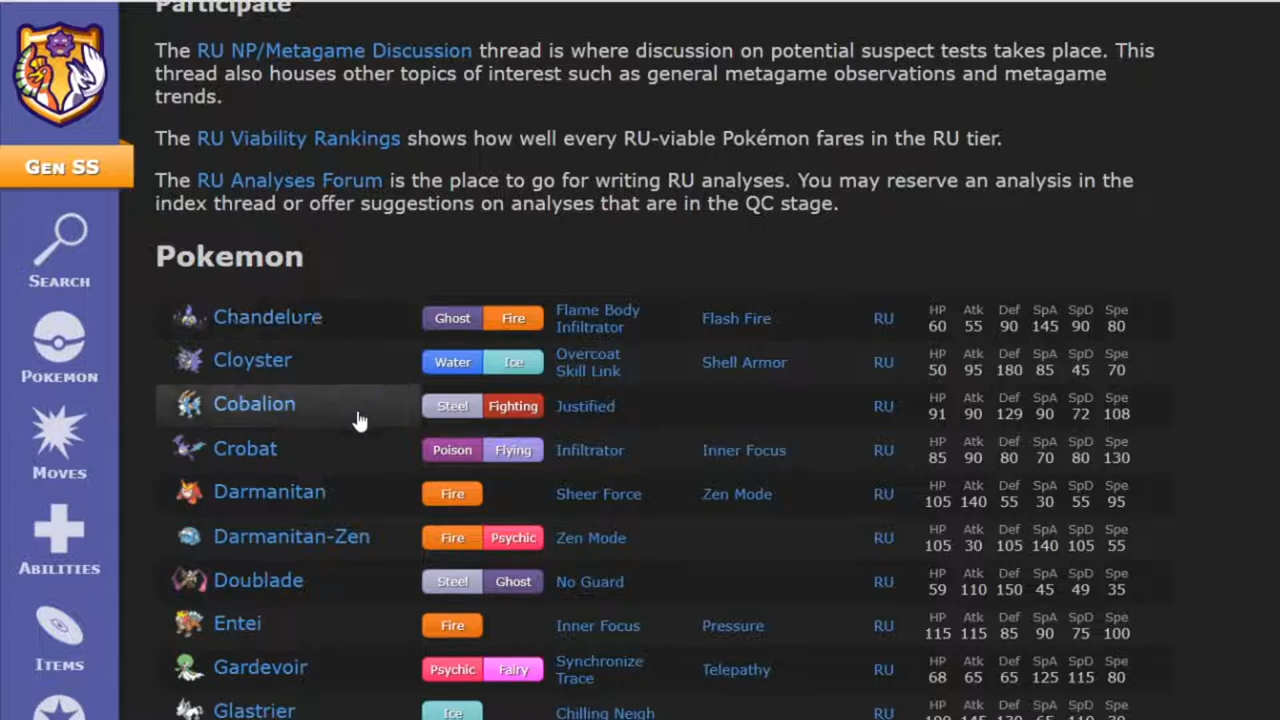 Participate
The RU NP/Metagame Discussion thread is where discussion on potential suspect tests takes place. This
thread also houses other topics of interest such as general metagame observations and metagame
trends.
The RU Viability Rankings shows how well every RU-viable Pokémon fares in the RU tier.
The RU Analyses Forum is the place to go for writing RU analyses. You may reserve an analysis in the
index thread or offer suggestions on analyses that are in the QC stage.
GEN SS
SEARCH
POKEMON
MOVES
ABILITIES
ITEMS
Pokemon
Chandelure Ghost Fire Flame Body Infiltrator Flash Fire RU HP 60 Atk 55 Def 90 SpA 145 SpD 90 Spe 80
Cloyster Water Ice Overcoat Skill Link Shell Armor RU HP 50 Atk 95 Def 180 SpA 85 SpD 45 Spe 70
Cobalion Steel Fighting Justified RU HP 91 Atk 90 Def 129 SpA 90 SpD 72 Spe 108
Crobat Poison Flying Infiltrator Inner Focus RU HP 85 Atk 90 Def 80 SpA 70 SpD 80 Spe 130
Darmanitan Fire Sheer Force Zen Mode RU HP 105 Atk 140 Def 55 SpA 30 SpD 55 Spe 95
Darmanitan-Zen Fire Psychic Zen Mode RU HP 105 Atk 30 Def 105 SpA 140 SpD 105 Spe 55
Doublade Steel Ghost No Guard RU HP 59 Atk 110 Def 150 SpA 45 SpD 49 Spe 35
Entei Fire Inner Focus Pressure RU HP 115 Atk 115 Def 85 SpA 90 SpD 75 Spe 100
Gardevoir Psychic Fairy Synchronize Trace Telepathy RU HP 68 Atk 65 Def 65 SpA 125 SpD 115 Spe 80
Glastrier Ice Chilling Neigh RU HP Atk Def SpA SpD Spe